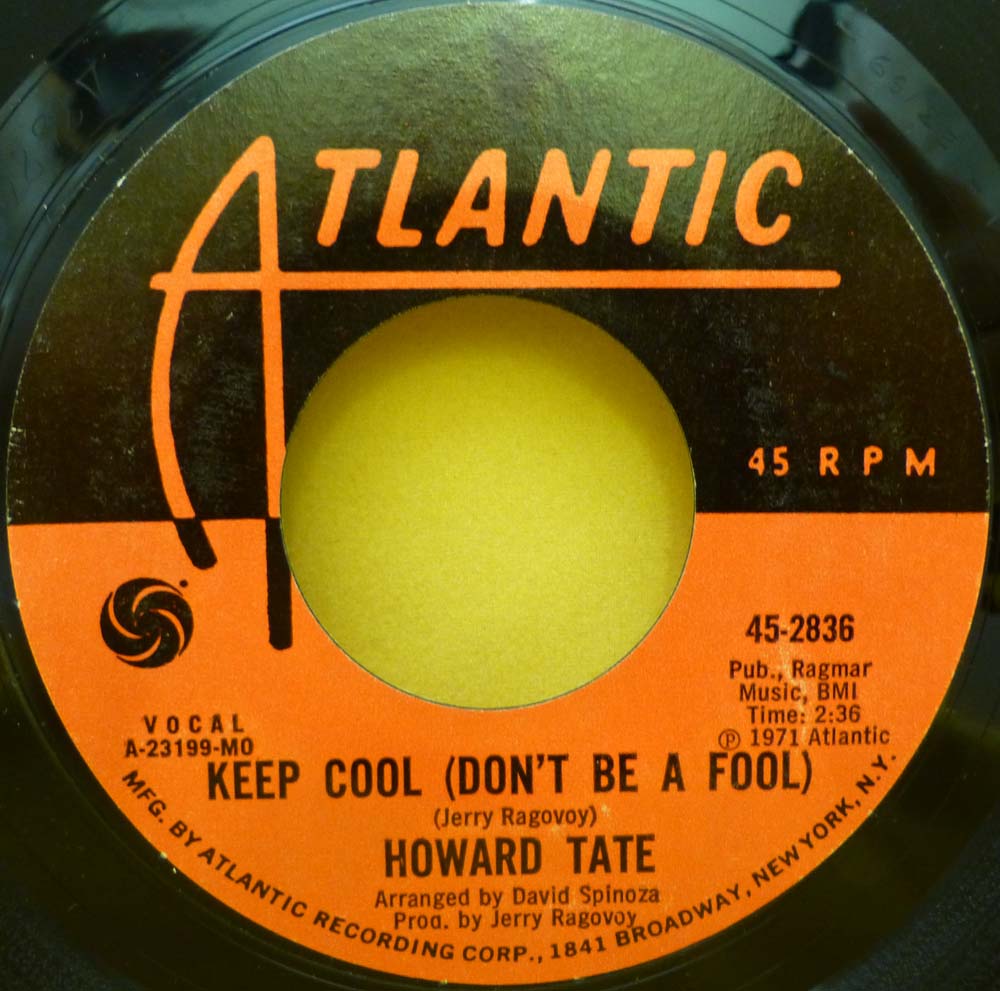 ATLANTIC
45 RPM
45-2836
Pub., Ragmar
Music, BMI
Time: 2:36
℗ 1971 Atlantic
VOCAL
A-23199-MO
KEEP COOL (DON'T BE A FOOL)
(Jerry Ragovoy)
HOWARD TATE
Arranged by David Spinoza
Prod. by Jerry Ragovoy
MFG. BY ATLANTIC RECORDING CORP., 1841 BROADWAY, NEW YORK, N.Y.